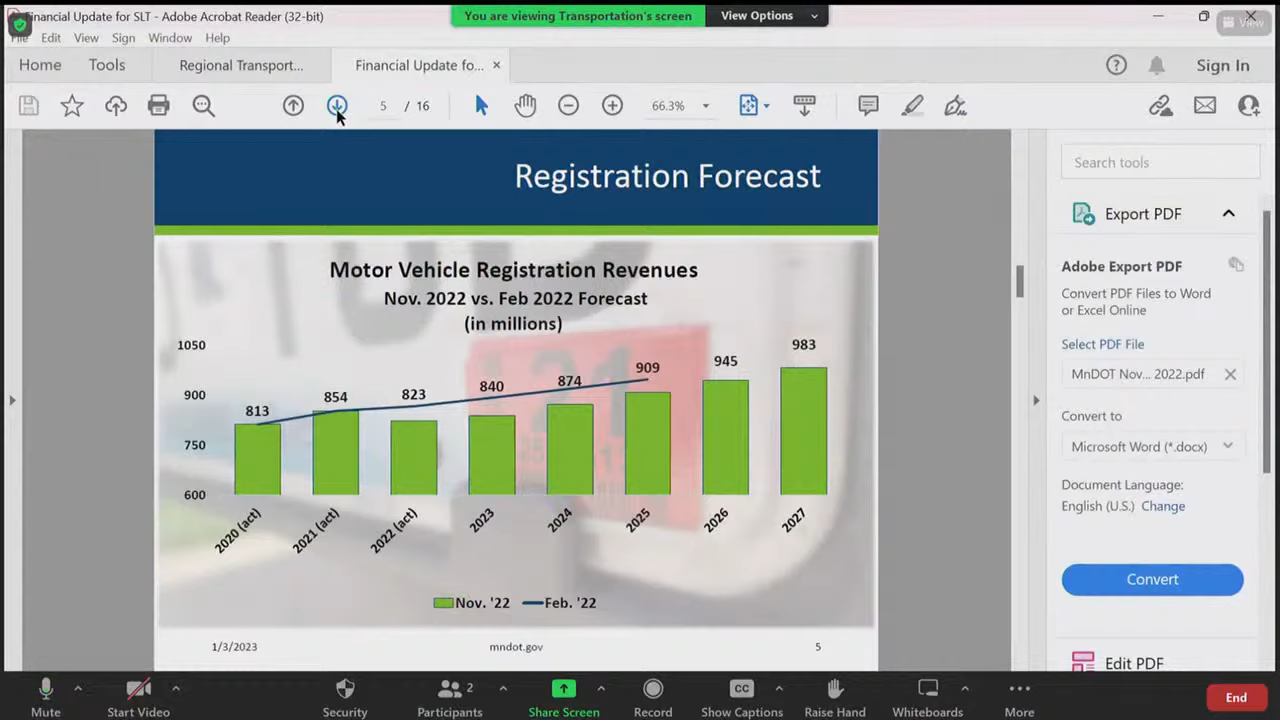 Financial Update for SLT - Adobe Acrobat Reader (32-bit)
You are viewing Transportation's screen
View Options
View
File Edit View Sign Window Help
Home Tools Regional Transport... Financial Update fo... ×
Sign In
5 / 16
66.3%
Registration Forecast
Motor Vehicle Registration Revenues
Nov. 2022 vs. Feb 2022 Forecast
(in millions)
1050
900
750
600
813
854
823
840
874
909
945
983
2020 (act)
2021 (act)
2022 (act)
2023
2024
2025
2026
2027
Nov. '22 Feb. '22
1/3/2023 mndot.gov 5
Search tools
Export PDF
Adobe Export PDF
Convert PDF Files to Word
or Excel Online
Select PDF File
MnDOT Nov... 2022.pdf
Convert to
Microsoft Word (*.docx)
Document Language:
English (U.S.) Change
Convert
Edit PDF
Mute
Start Video
Security
2
Participants
Share Screen
Record
CC
Show Captions
Raise Hand
Whiteboards
More
End